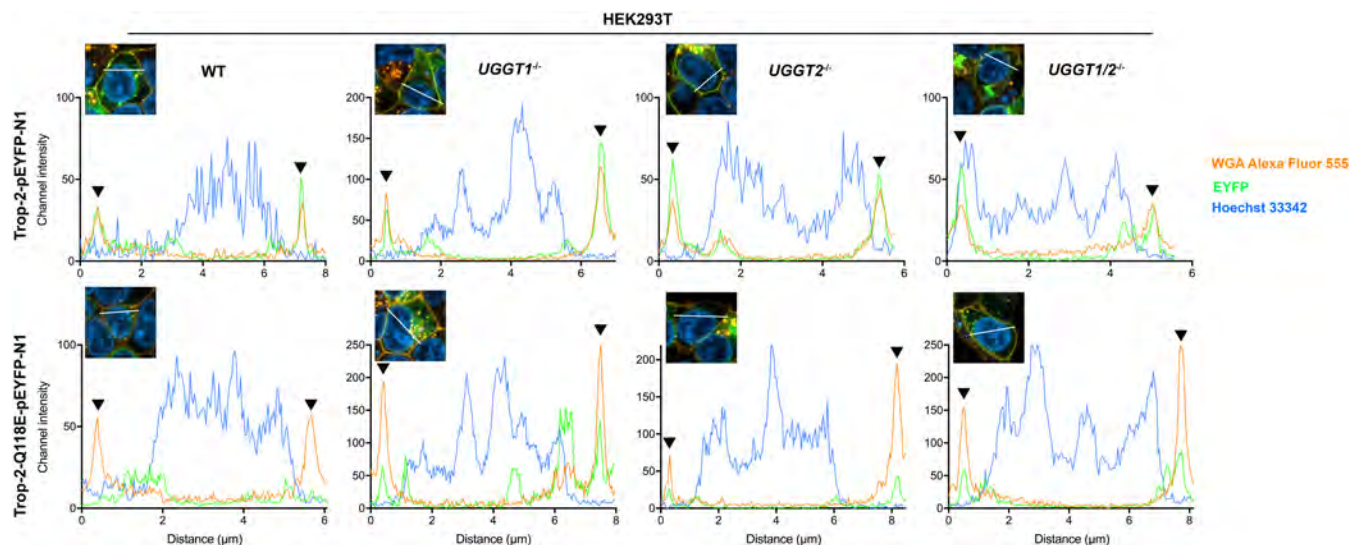 HEK293T
WT
UGGT1-/-
UGGT2-/-
UGGT1/2-/-
Trop-2-pEYFP-N1
Channel intensity
100
50
0
0 2 4 6 8
200
150
100
50
0
0 2 4 6
100
50
0
0 2 4 6
100
50
0
0 2 4 6
WGA Alexa Fluor 555
EYFP
Hoechst 33342
Trop-2-Q118E-pEYFP-N1
Channel intensity
100
50
0
0 2 4 6
Distance (µm)
250
200
150
100
50
0
0 2 4 6 8
Distance (µm)
200
150
100
50
0
0 2 4 6 8
Distance (µm)
250
200
150
100
50
0
0 2 4 6 8
Distance (µm)